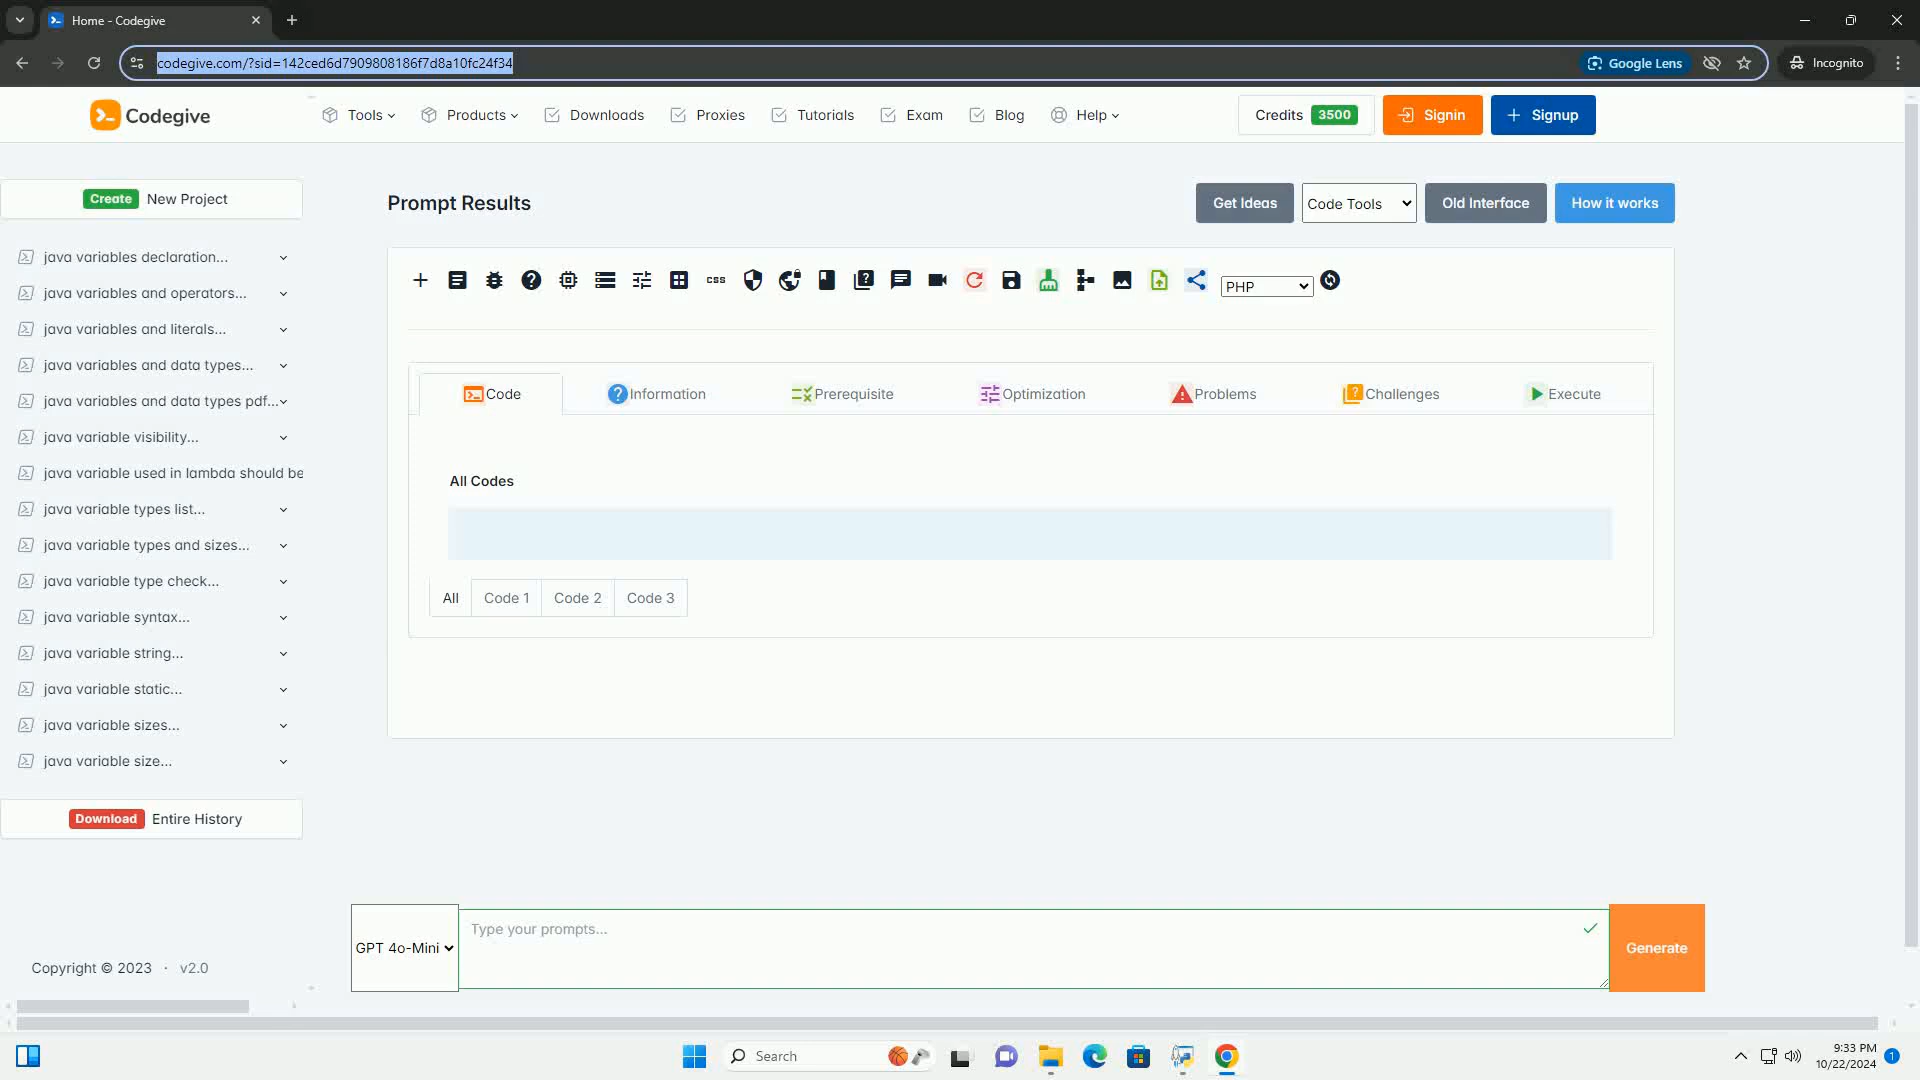 Home - Codegive
codegive.com/?sid=142ced6d7909808186f7d8a10fc24f34
Google Lens
Incognito
Codegive
Tools
Products
Downloads
Proxies
Tutorials
Exam
Blog
Help
Credits 3500
Signin
Signup
Create New Project
java variables declaration...
java variables and operators...
java variables and literals...
java variables and data types...
java variables and data types pdf...
java variable visibility...
java variable used in lambda should be
java variable types list...
java variable types and sizes...
java variable type check...
java variable syntax...
java variable string...
java variable static...
java variable sizes...
java variable size...
Download Entire History
Copyright © 2023 · v2.0
Prompt Results
Get Ideas
Code Tools
Old Interface
How it works
css
PHP
Code
Information
Prerequisite
Optimization
Problems
Challenges
Execute
All Codes
All
Code 1
Code 2
Code 3
GPT 4o-Mini
Type your prompts...
Generate
Search
9:33 PM
10/22/2024
1